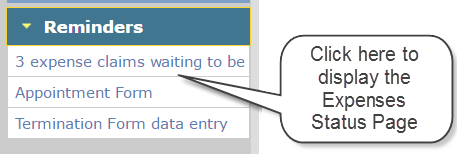 Reminders
3 expense claims waiting to be
Appointment Form
Termination Form data entry
Click here to
display the
Expenses
Status Page